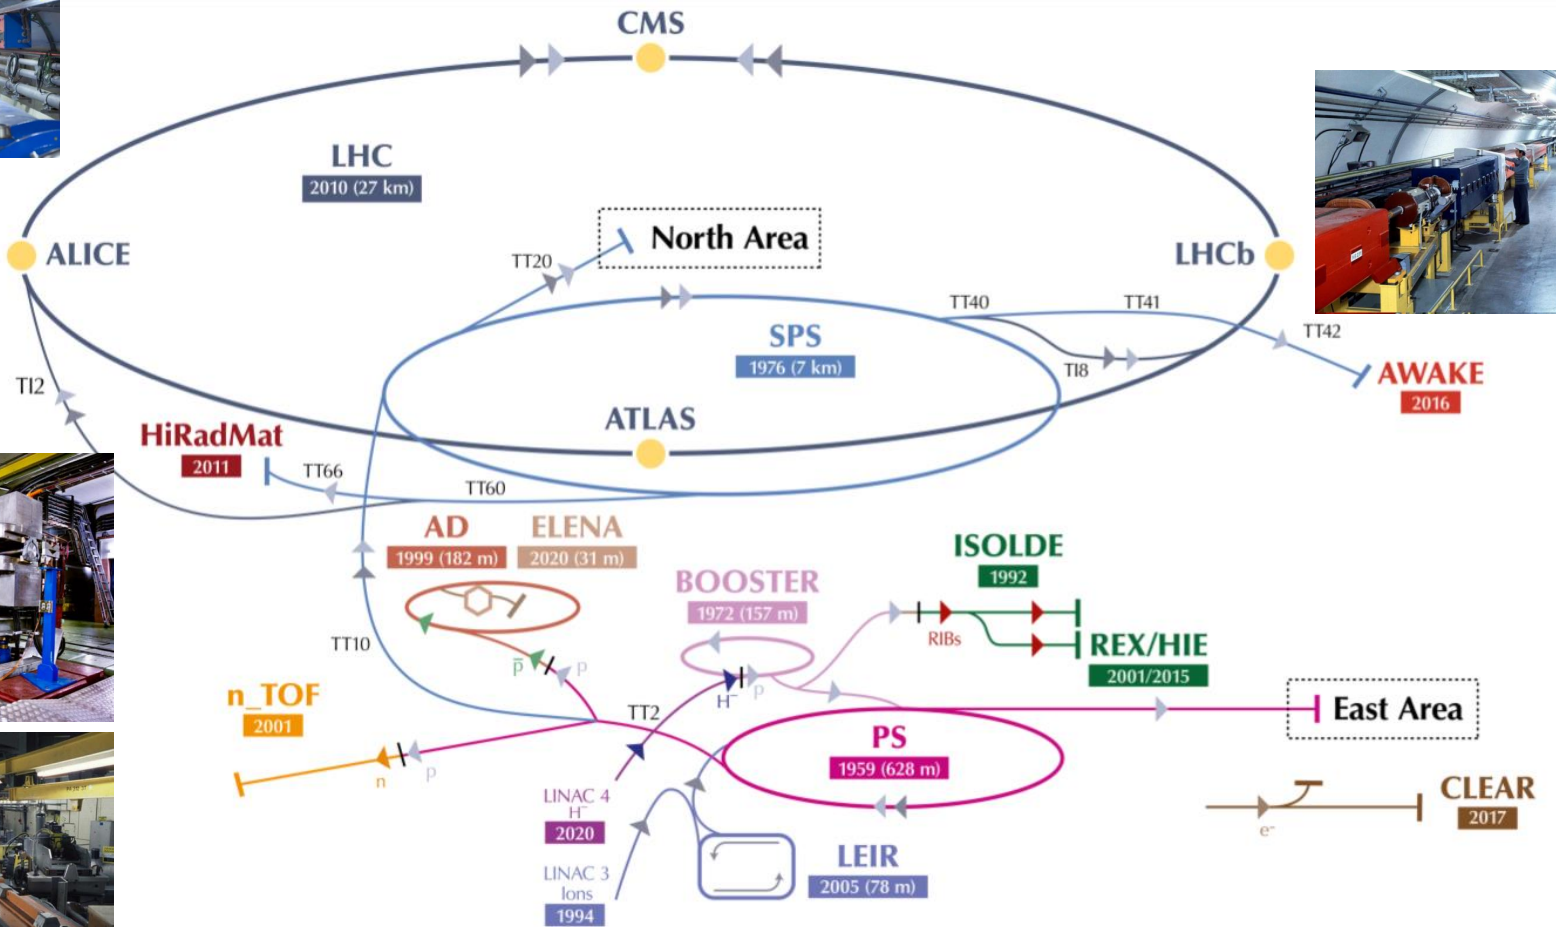 CMS
LHC
2010 (27 km)
North Area
ALICE
LHCb
TT20
TT40
TT41
TT42
SPS
1976 (7 km)
TI8
AWAKE
2016
TI2
ATLAS
HiRadMat
2011
TT66
TT60
AD
1999 (182 m)
ELENA
2020 (31 m)
ISOLDE
1992
BOOSTER
1972 (157 m)
RIBs
REX/HIE
2001/2015
TT10
p̅
p
H⁻
p
n_TOF
2001
TT2
East Area
PS
1959 (628 m)
n
p
LINAC 4
H⁻
2020
CLEAR
2017
e⁻
LEIR
2005 (78 m)
LINAC 3
Ions
1994